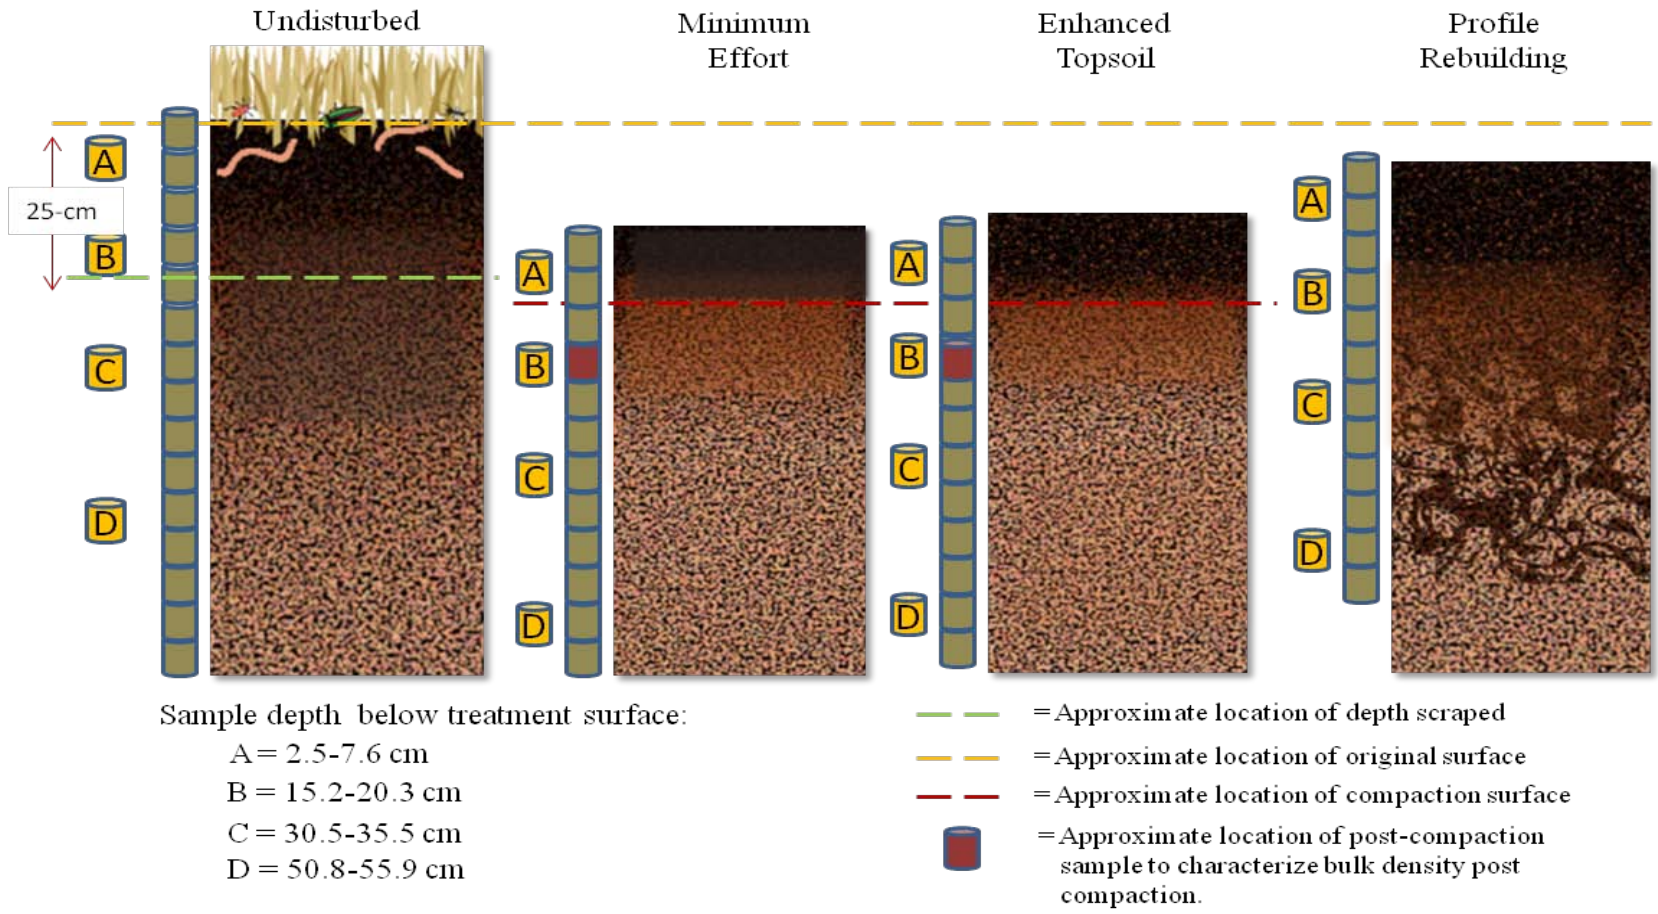 Undisturbed
Minimum
Effort
Enhanced
Topsoil
Profile
Rebuilding
25-cm
A
B
C
D
A
B
C
D
A
B
C
D
A
B
C
D
Sample depth below treatment surface:
A = 2.5-7.6 cm
B = 15.2-20.3 cm
C = 30.5-35.5 cm
D = 50.8-55.9 cm
= Approximate location of depth scraped
= Approximate location of original surface
= Approximate location of compaction surface
= Approximate location of post-compaction
sample to characterize bulk density post
compaction.